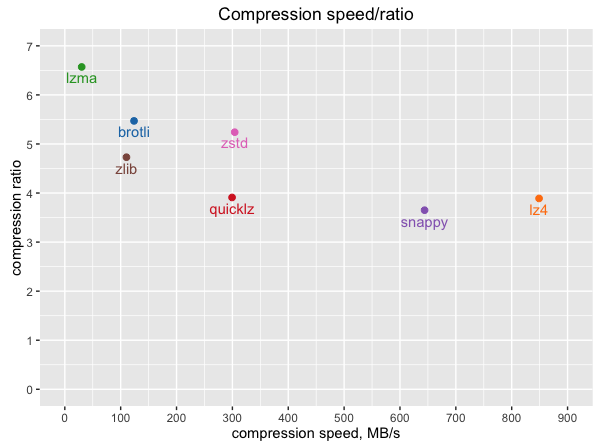 Compression speed/ratio
compression ratio
7
6
5
4
3
2
1
0
lzma
brotli
zstd
zlib
quicklz
snappy
lz4
0 100 200 300 400 500 600 700 800 900
compression speed, MB/s